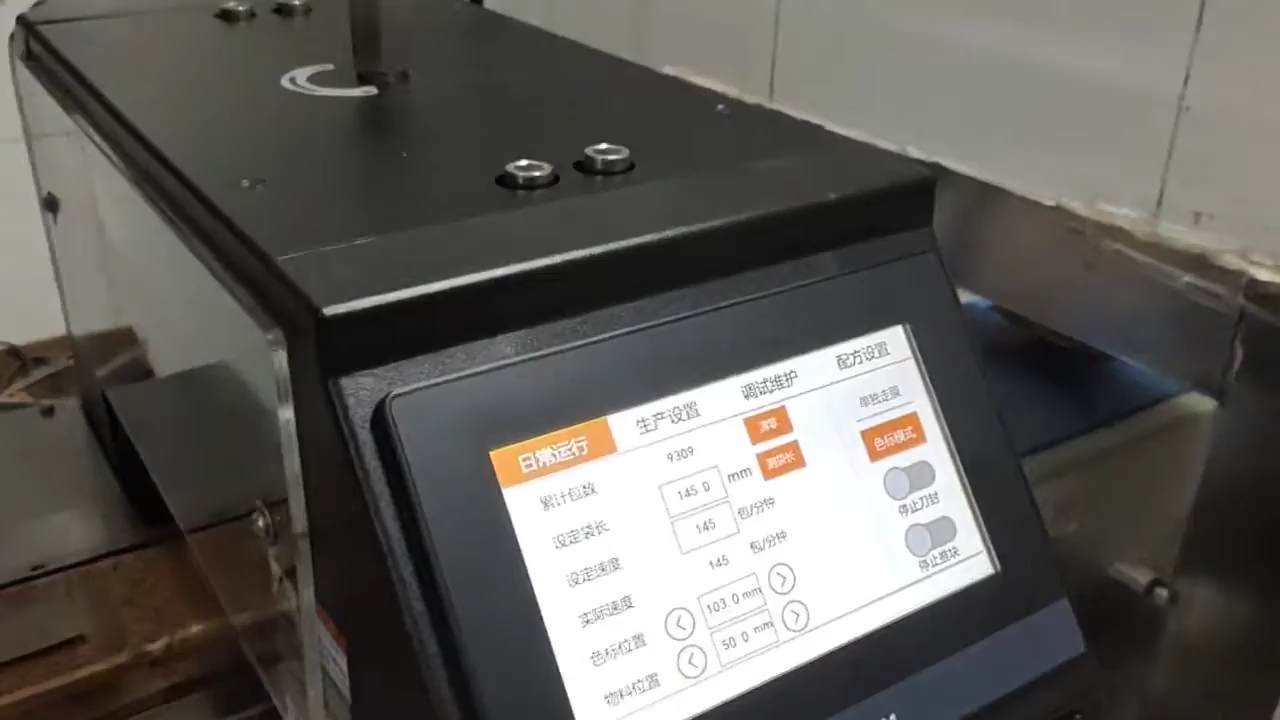 日常运行 生产设置 调试维护 配方设置
累计包数 9309 清零
设定袋长 145.0 mm 测袋长
设定速度 145 包/分钟
实际速度 145 包/分钟
色标位置 103.0 mm
物料位置 50.0 mm
单独走膜
色标模式
停止刀封
停止推块